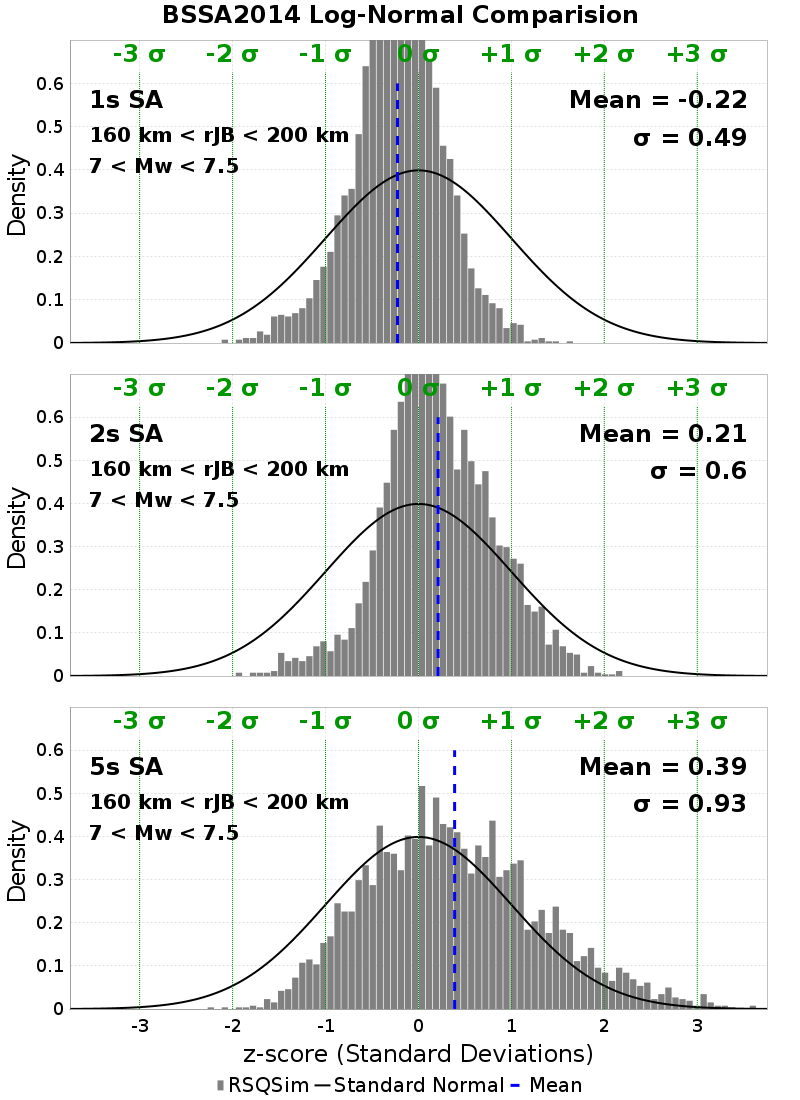 BSSA2014 Log-Normal Comparision
-3 σ -2 σ -1 σ 0 σ +1 σ +2 σ +3 σ
1s SA
Mean = -0.22
160 km < rJB < 200 km
σ = 0.49
7 < Mw < 7.5
Density
0.6
0.5
0.4
0.3
0.2
0.1
0
-3 σ -2 σ -1 σ 0 σ +1 σ +2 σ +3 σ
2s SA
Mean = 0.21
160 km < rJB < 200 km
σ = 0.6
7 < Mw < 7.5
Density
0.6
0.5
0.4
0.3
0.2
0.1
0
-3 σ -2 σ -1 σ 0 σ +1 σ +2 σ +3 σ
5s SA
Mean = 0.39
160 km < rJB < 200 km
σ = 0.93
7 < Mw < 7.5
Density
0.6
0.5
0.4
0.3
0.2
0.1
0
-3 -2 -1 0 1 2 3
z-score (Standard Deviations)
RSQSim Standard Normal Mean